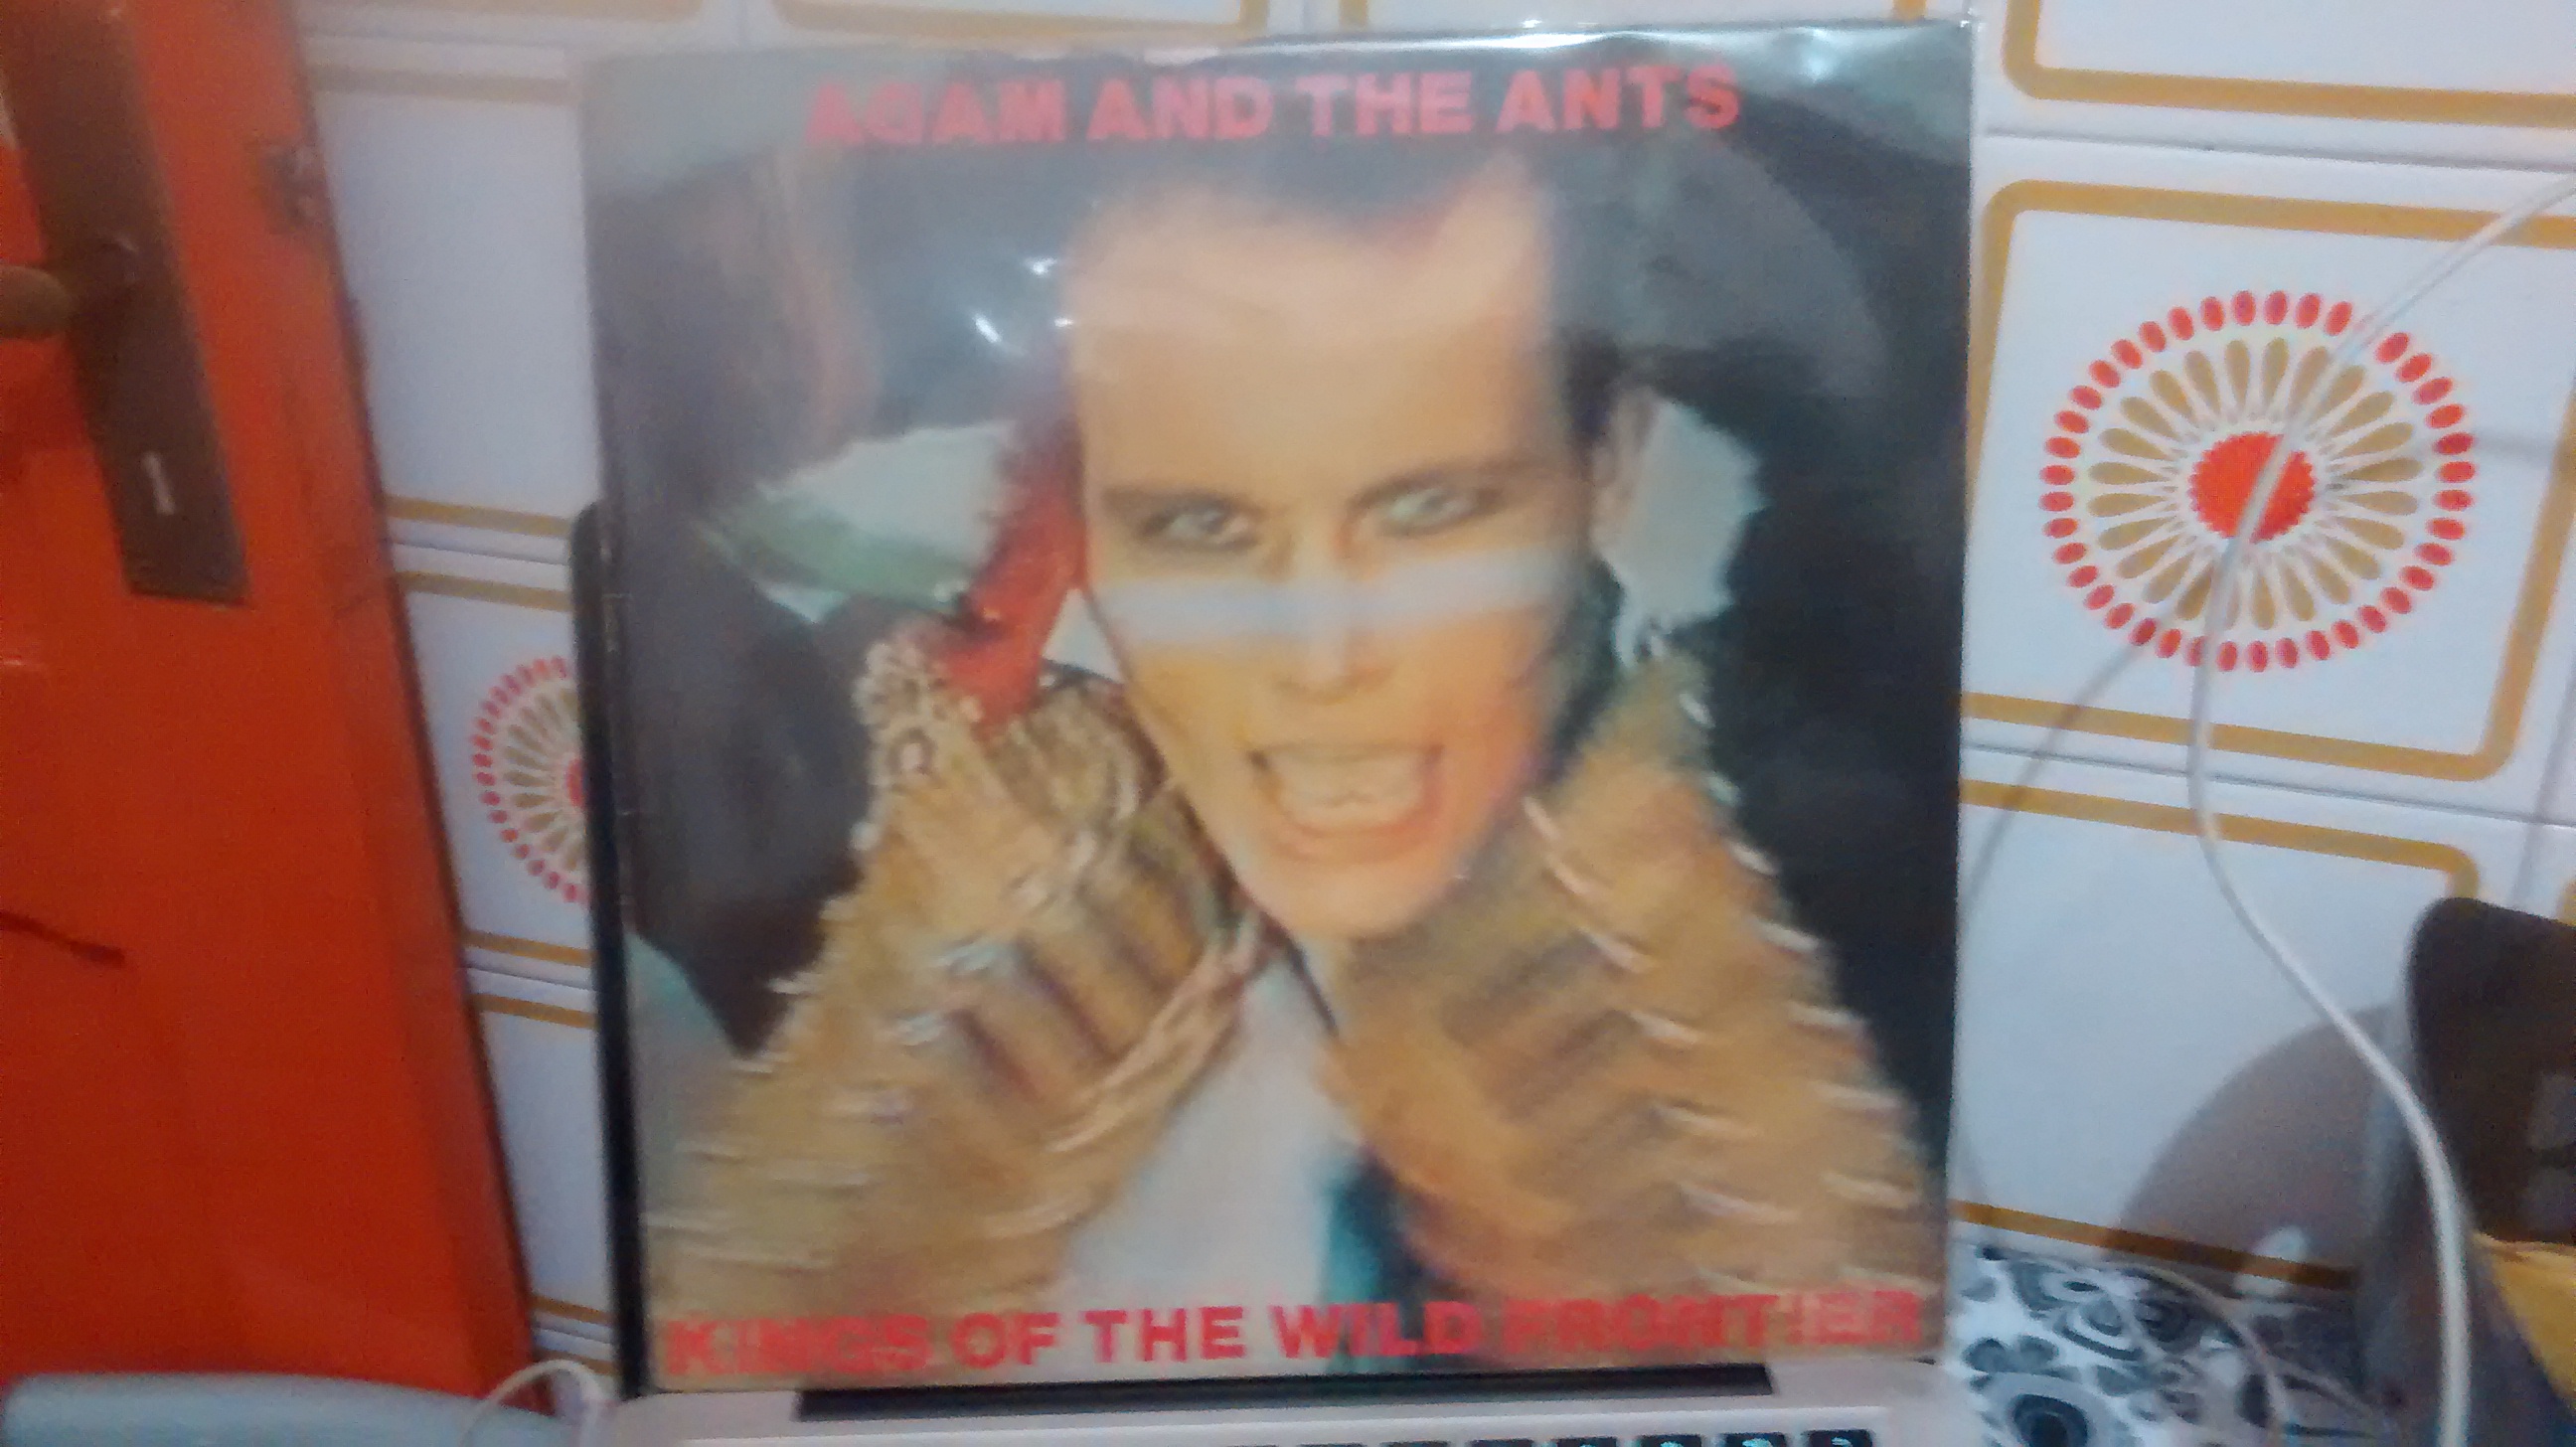 ADAM AND THE ANTS
KINGS OF THE WILD FRONTIER